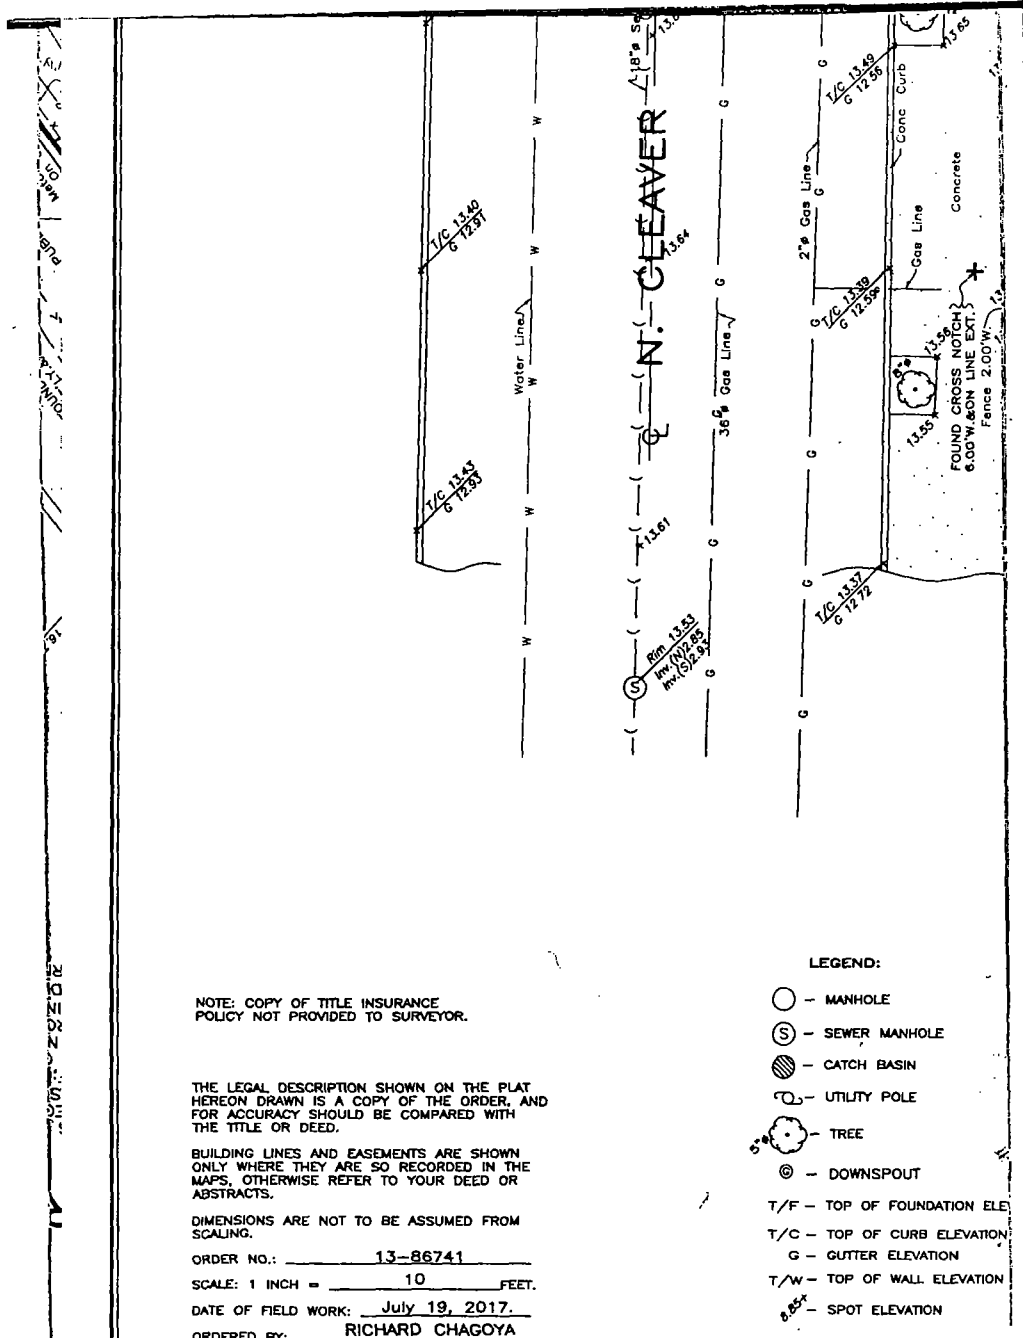 18"ø
T/C 13.49
G 12.56
13.65
Conc Curb
Concrete
N. CLEAVER
13.64
2"ø Gas Line
Gas Line
T/C 13.40
G 12.97
Water Line
36"ø Gas Line
T/C 13.39
G 12.59
13.56
8"ø
13.55
FOUND CROSS NOTCH
6.00'W.&ON LINE EXT.
Fence 2.00'W.
T/C 13.43
G 12.93
13.61
T/C 13.37
G 12.72
Rim 13.53
Inv.(N)2.85
Inv.(S)2.93
S
W W W W W W
G G G G G G
G G G G G G G
NOTE: COPY OF TITLE INSURANCE
POLICY NOT PROVIDED TO SURVEYOR.
THE LEGAL DESCRIPTION SHOWN ON THE PLAT
HEREON DRAWN IS A COPY OF THE ORDER, AND
FOR ACCURACY SHOULD BE COMPARED WITH
THE TITLE OR DEED.
BUILDING LINES AND EASEMENTS ARE SHOWN
ONLY WHERE THEY ARE SO RECORDED IN THE
MAPS, OTHERWISE REFER TO YOUR DEED OR
ABSTRACTS.
DIMENSIONS ARE NOT TO BE ASSUMED FROM
SCALING.
ORDER NO.: 13-86741
SCALE: 1 INCH = 10 FEET.
DATE OF FIELD WORK: July 19, 2017.
ORDERED BY: RICHARD CHAGOYA
LEGEND:
- MANHOLE
S - SEWER MANHOLE
- CATCH BASIN
- UTILITY POLE
5"ø - TREE
G - DOWNSPOUT
T/F - TOP OF FOUNDATION ELE
T/C - TOP OF CURB ELEVATION
G - GUTTER ELEVATION
T/W - TOP OF WALL ELEVATION
8.85+ - SPOT ELEVATION